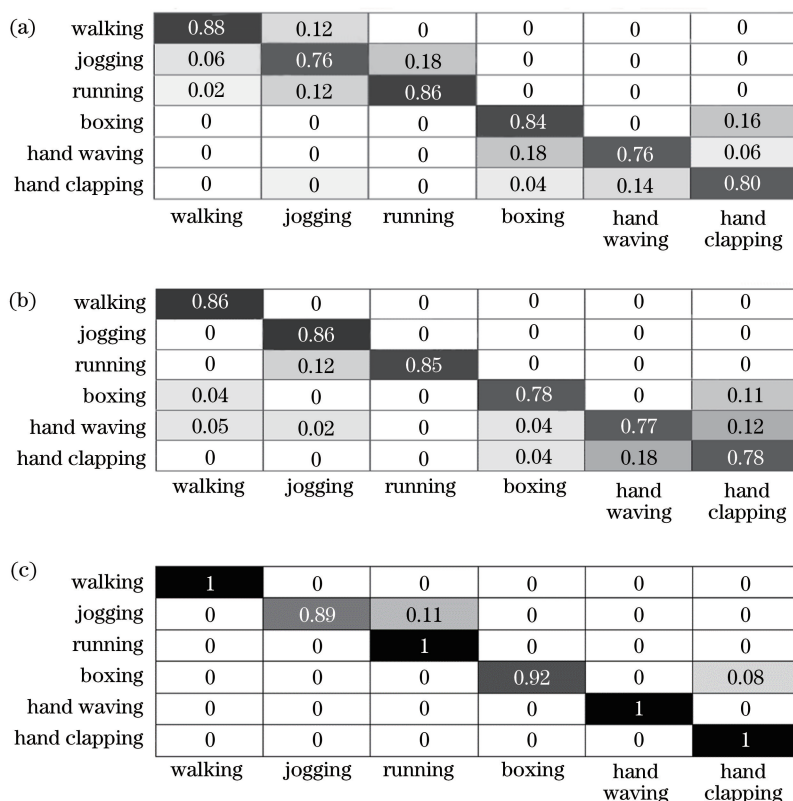 (a)
walking 0.88 0.12 0 0 0 0
jogging 0.06 0.76 0.18 0 0 0
running 0.02 0.12 0.86 0 0 0
boxing 0 0 0 0.84 0 0.16
hand waving 0 0 0 0.18 0.76 0.06
hand clapping 0 0 0 0.04 0.14 0.80
walking jogging running boxing hand waving hand clapping
(b)
walking 0.86 0 0 0 0 0
jogging 0 0.86 0 0 0 0
running 0 0.12 0.85 0 0 0
boxing 0.04 0 0 0.78 0 0.11
hand waving 0.05 0.02 0 0.04 0.77 0.12
hand clapping 0 0 0 0.04 0.18 0.78
walking jogging running boxing hand waving hand clapping
(c)
walking 1 0 0 0 0 0
jogging 0 0.89 0.11 0 0 0
running 0 0 1 0 0 0
boxing 0 0 0 0.92 0 0.08
hand waving 0 0 0 0 1 0
hand clapping 0 0 0 0 0 1
walking jogging running boxing hand waving hand clapping